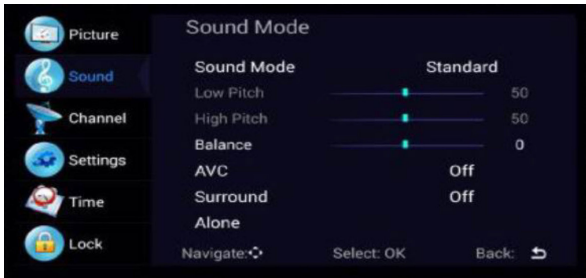 Picture
Sound
Channel
Settings
Time
Lock
Sound Mode
Sound Mode Standard
Low Pitch 50
High Pitch 50
Balance 0
AVC Off
Surround Off
Alone
Navigate: Select: OK Back: